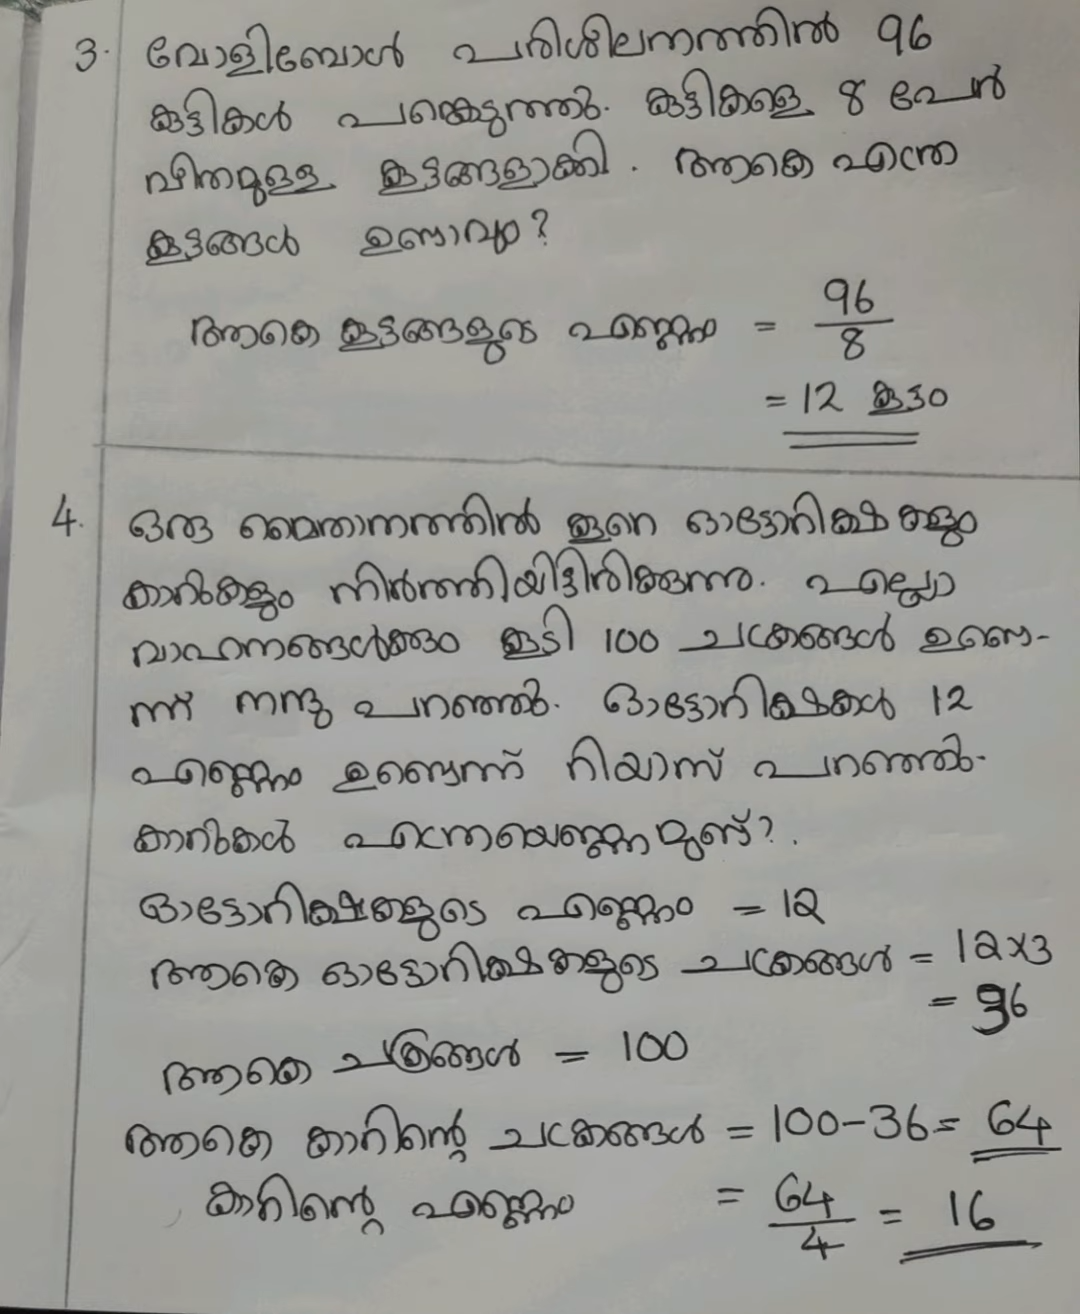 3. വോളിബോൾ പരിശീലനത്തിൽ 96
കുട്ടികൾ പങ്കെടുത്തു. കുട്ടികളെ 8 പേർ
വീതമുള്ള കൂട്ടങ്ങളാക്കി. ആകെ എത്ര
കൂട്ടങ്ങൾ ഉണ്ടാവും?
ആകെ കൂട്ടങ്ങളുടെ എണ്ണം = 96/8
= 12 കൂട്ടം
4. ഒരു മൈതാനത്തിൽ കുറെ ഓട്ടോറിക്ഷകളും
കാറുകളും നിർത്തിയിട്ടിരിക്കുന്നു. എല്ലാ
വാഹനങ്ങൾക്കും കൂടി 100 ചക്രങ്ങൾ ഉണ്ടെ-
ന്ന് നന്ദു പറഞ്ഞു. ഓട്ടോറിക്ഷകൾ 12
എണ്ണം ഉണ്ടെന്ന് റിയാസ് പറഞ്ഞു.
കാറുകൾ എത്രയെണ്ണമുണ്ട്?.
ഓട്ടോറിക്ഷകളുടെ എണ്ണം = 12
ആകെ ഓട്ടോറിക്ഷകളുടെ ചക്രങ്ങൾ = 12x3
= 36
ആകെ ചക്രങ്ങൾ = 100
ആകെ കാറിന്റെ ചക്രങ്ങൾ = 100-36= 64
കാറിന്റെ എണ്ണം = 64/4 = 16